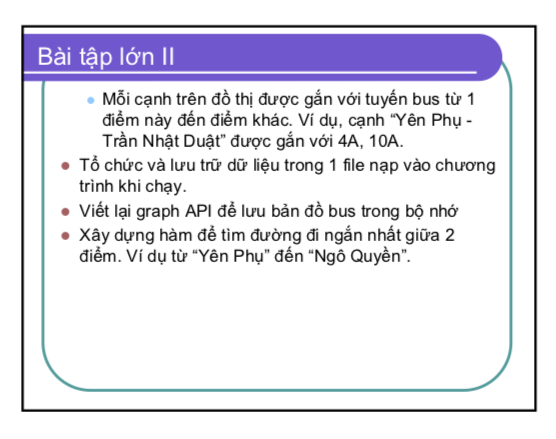 Bài tập lớn II
Mỗi cạnh trên đồ thị được gắn với tuyến bus từ 1
điểm này đến điểm khác. Ví dụ, cạnh “Yên Phụ -
Trần Nhật Duật” được gắn với 4A, 10A.
Tổ chức và lưu trữ dữ liệu trong 1 file nạp vào chương
trình khi chạy.
Viết lại graph API để lưu bản đồ bus trong bộ nhớ
Xây dựng hàm để tìm đường đi ngắn nhất giữa 2
điểm. Ví dụ từ “Yên Phụ” đến “Ngô Quyền”.